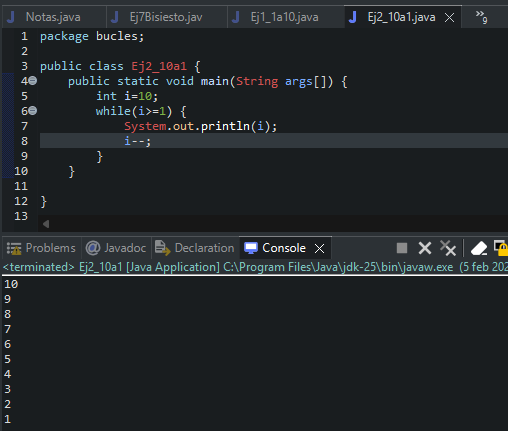 Notas.java Ej7Bisiesto.jav Ej1_1a10.java Ej2_10a1.java 9
1 package bucles;
2
3 public class Ej2_10a1 {
4 public static void main(String args[]) {
5 int i=10;
6 while(i>=1) {
7 System.out.println(i);
8 i--;
9 }
10 }
11
12 }
13
Problems @ Javadoc Declaration Console
<terminated> Ej2_10a1 [Java Application] C:\Program Files\Java\jdk-25\bin\javaw.exe (5 feb 202
10
9
8
7
6
5
4
3
2
1